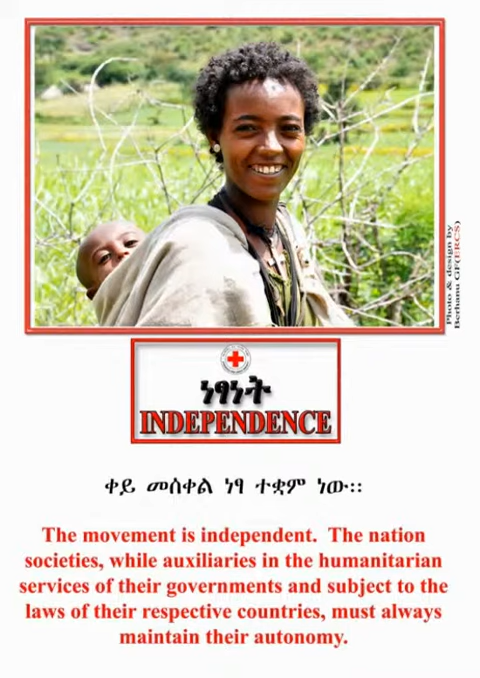 Photo & design by
Berhanu GF(ERCS)
ነፃነት
INDEPENDENCE
ቀይ መስቀል ነፃ ተቋም ነው።
The movement is independent.  The nation
societies, while auxiliaries in the humanitarian
services of their governments and subject to the
laws of their respective countries, must always
maintain their autonomy.